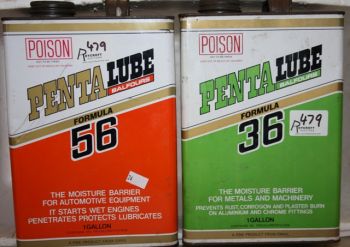 POISON
R479
PENTA LUBE
BALFOURS
FORMULA
56
THE MOISTURE BARRIER
FOR AUTOMOTIVE EQUIPMENT
IT STARTS WET ENGINES
PENETRATES PROTECTS LUBRICATES
1 GALLON
POISON
PENTA LUBE
BALFOURS
FORMULA
36
R479
THE MOISTURE BARRIER
FOR METALS AND MACHINERY
PREVENTS RUST, CORROSION AND PLASTER BURN
ON ALUMINIUM AND CHROME FITTINGS
1 GALLON